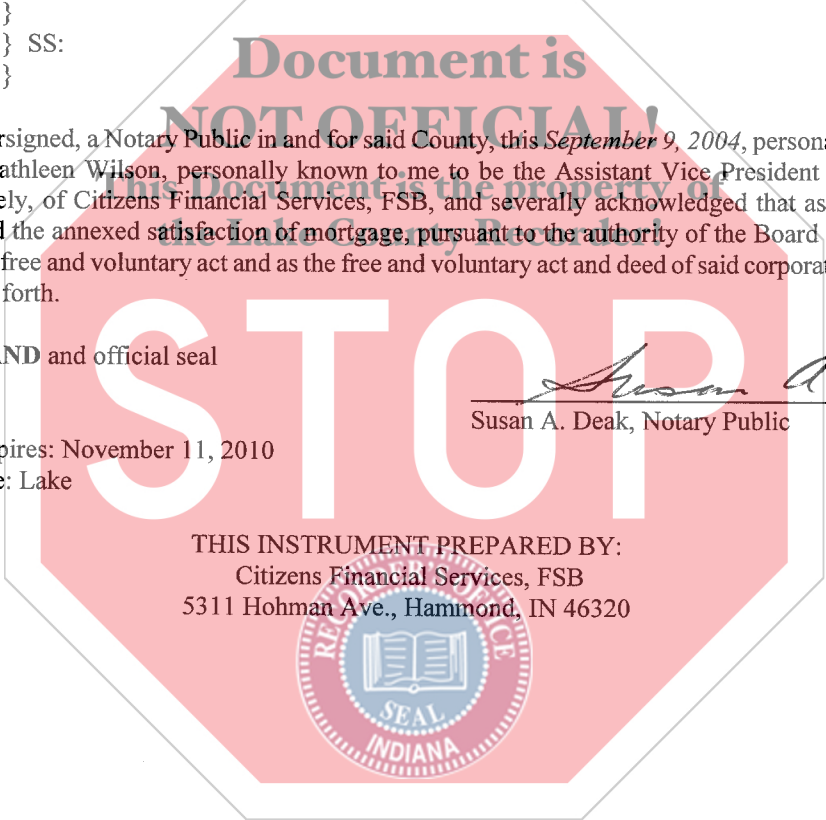 }
} SS:
}
Document is
NOT OFFICIAL!
This Document is the property of
the Lake County Recorder!
rsigned, a Notary Public in and for said County, this September 9, 2004, persona
athleen Wilson, personally known to me to be the Assistant Vice President
ely, of Citizens Financial Services, FSB, and severally acknowledged that as
d the annexed satisfaction of mortgage, pursuant to the authority of the Board
free and voluntary act and as the free and voluntary act and deed of said corporat
forth.
AND and official seal
Susan A
Susan A. Deak, Notary Public
pires: November 11, 2010
e: Lake
STOP
THIS INSTRUMENT PREPARED BY:
Citizens Financial Services, FSB
5311 Hohman Ave., Hammond, IN 46320
RECORDER'S OFFICE
SEAL
INDIANA